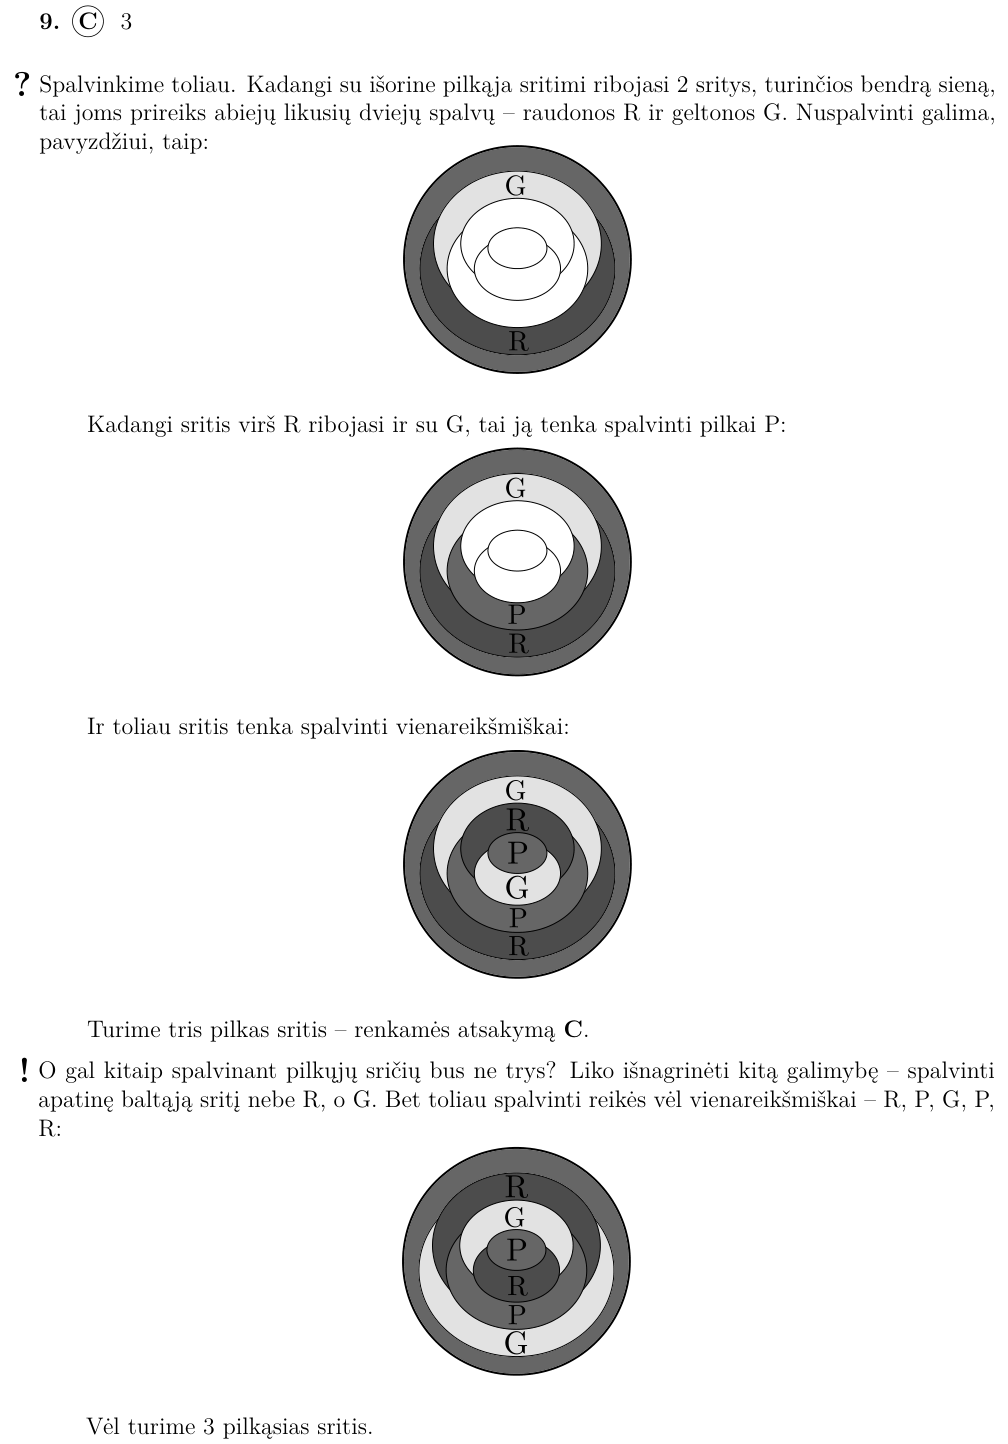 9. C 3
? Spalvinkime toliau. Kadangi su išorine pilkąja sritimi ribojasi 2 sritys, turinčios bendrą sieną,
tai joms prireiks abiejų likusių dviejų spalvų – raudonos R ir geltonos G. Nuspalvinti galima,
pavyzdžiui, taip:
G
R
Kadangi sritis virš R ribojasi ir su G, tai ją tenka spalvinti pilkai P:
G
P
R
Ir toliau sritis tenka spalvinti vienareikšmiškai:
G
R
P
G
P
R
Turime tris pilkas sritis – renkamės atsakymą C.
! O gal kitaip spalvinant pilkųjų sričių bus ne trys? Liko išnagrinėti kitą galimybę – spalvinti
apatinę baltąją sritį nebe R, o G. Bet toliau spalvinti reikės vėl vienareikšmiškai – R, P, G, P,
R:
R
G
P
R
P
G
Vėl turime 3 pilkąsias sritis.